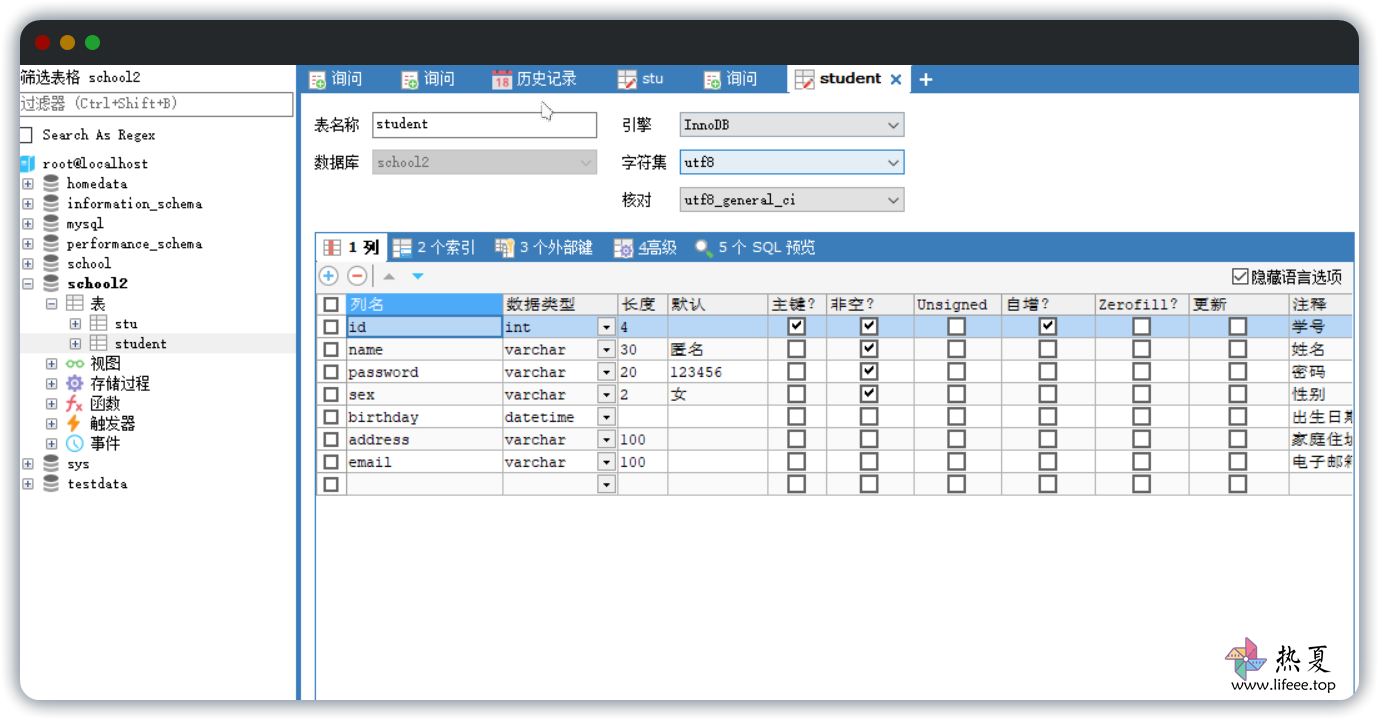 筛选表格 school2
过滤器 (Ctrl+Shift+B)
Search As Regex
root@localhost
homedata
information_schema
mysql
performance_schema
school
school2
表
stu
student
视图
存储过程
函数
触发器
事件
sys
testdata
询问 询问 18 历史记录 stu 询问 student
表名称 student 引擎 InnoDB
数据库 school2 字符集 utf8
核对 utf8_general_ci
1 列 2 个索引 3 个外部键 4高级 5 个 SQL 预览
隐藏语言选项
列名 数据类型 长度 默认 主键? 非空? Unsigned 自增? Zerofill? 更新 注释
id int 4 学号
name varchar 30 匿名 姓名
password varchar 20 123456 密码
sex varchar 2 女 性别
birthday datetime 出生日期
address varchar 100 家庭住址
email varchar 100 电子邮箱
热夏
www.lifeee.top